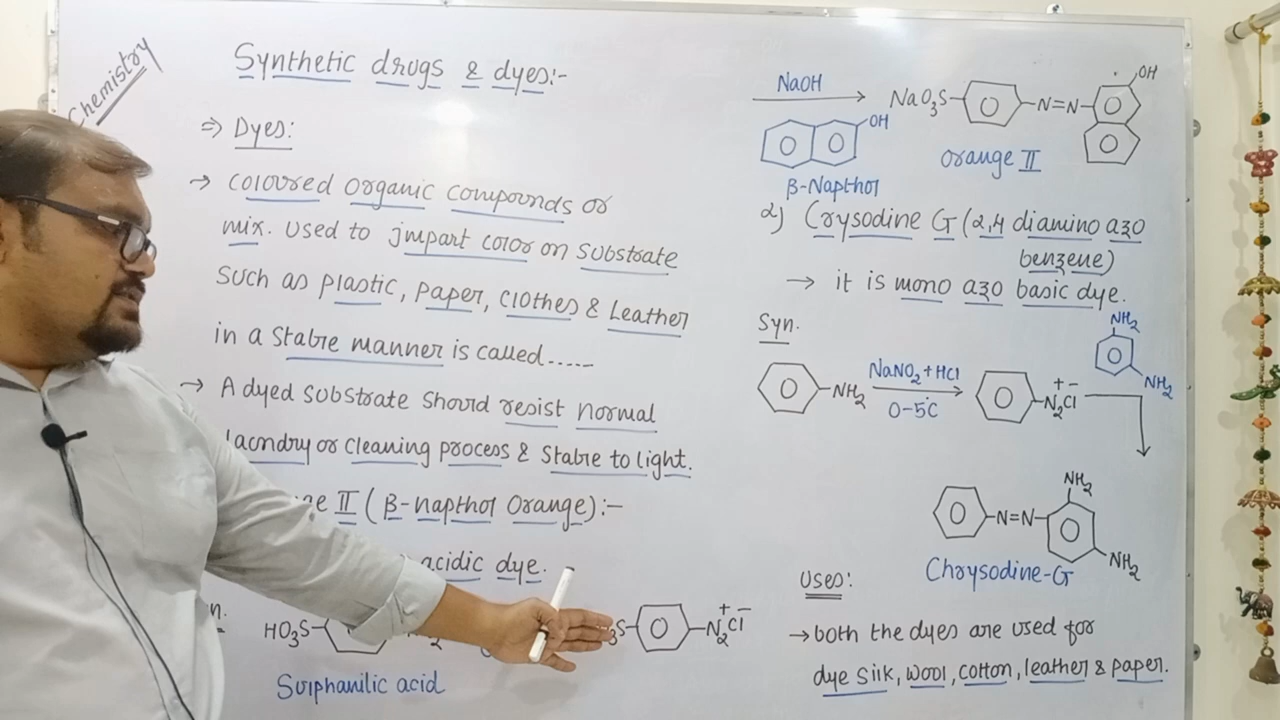 Chemistry
Synthetic drugs & dyes:-
⇒ Dyes:
→ coloured organic compounds or
mix. used to impart color on substrate
such as plastic, paper, clothes & Leather
in a stable manner is called.....
→ A dyed substrate should resist normal
laundry or cleaning process & stable to light.
II (β-napthol orange):-
acidic dye.
HO3S
Sulphanilic acid
N2 + Cl -
NaOH
OH
β-Napthol
NaO3S -N=N- OH
orange II
2) Crysodine G (2,4 diamino azo
benzene)
→ it is mono azo basic dye.
Syn.
-NH2
NaNO2 + HCl
0-5°C
N2 + Cl -
NH2
NH2
-N=N-
NH2
NH2
Chrysodine-G
Uses:
→ both the dyes are used for
dye silk, wool, cotton, leather & paper.